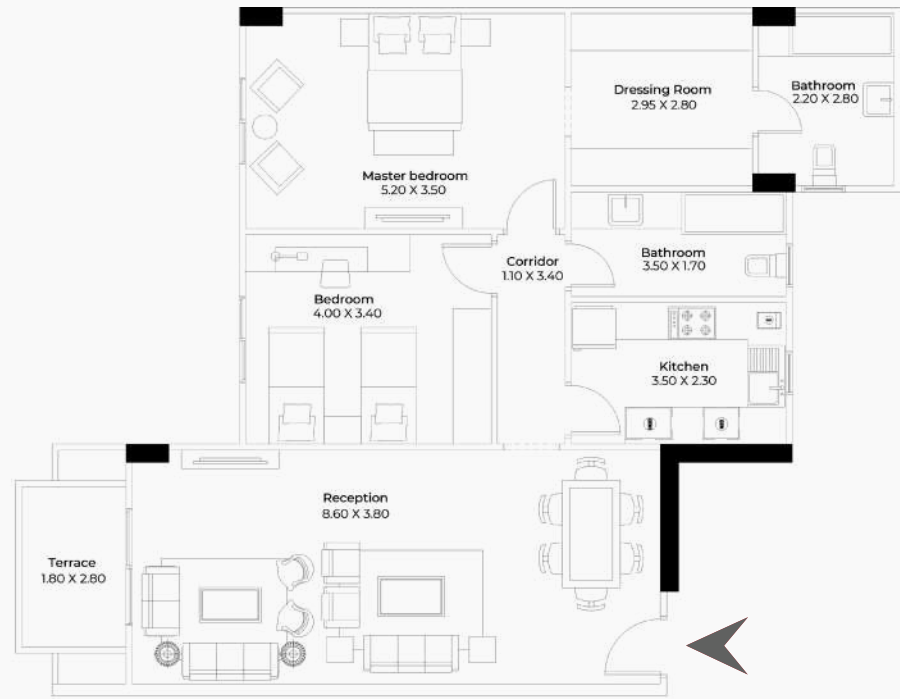 Dressing Room
2.95 X 2.80
Bathroom
2.20 X 2.80
Master bedroom
5.20 X 3.50
Bathroom
3.50 X 1.70
Corridor
1.10 X 3.40
Bedroom
4.00 X 3.40
Kitchen
3.50 X 2.30
Reception
8.60 X 3.80
Terrace
1.80 X 2.80